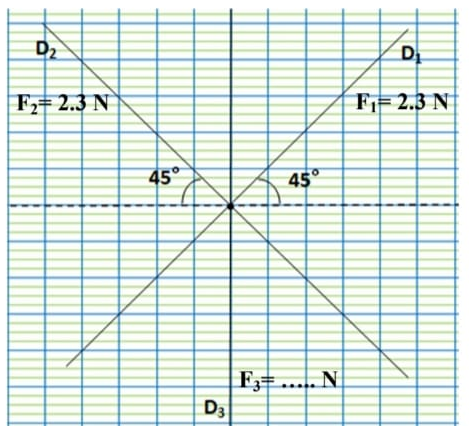 D₂
D₁
F₂= 2.3 N
F₁= 2.3 N
45°
45°
F₃= ..... N
D₃